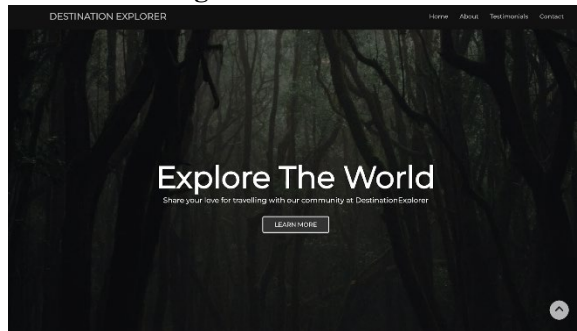 DESTINATION EXPLORER
Home About Testimonials Contact
Explore The World
Share your love for travelling with our community at DestinationExplorer
LEARN MORE